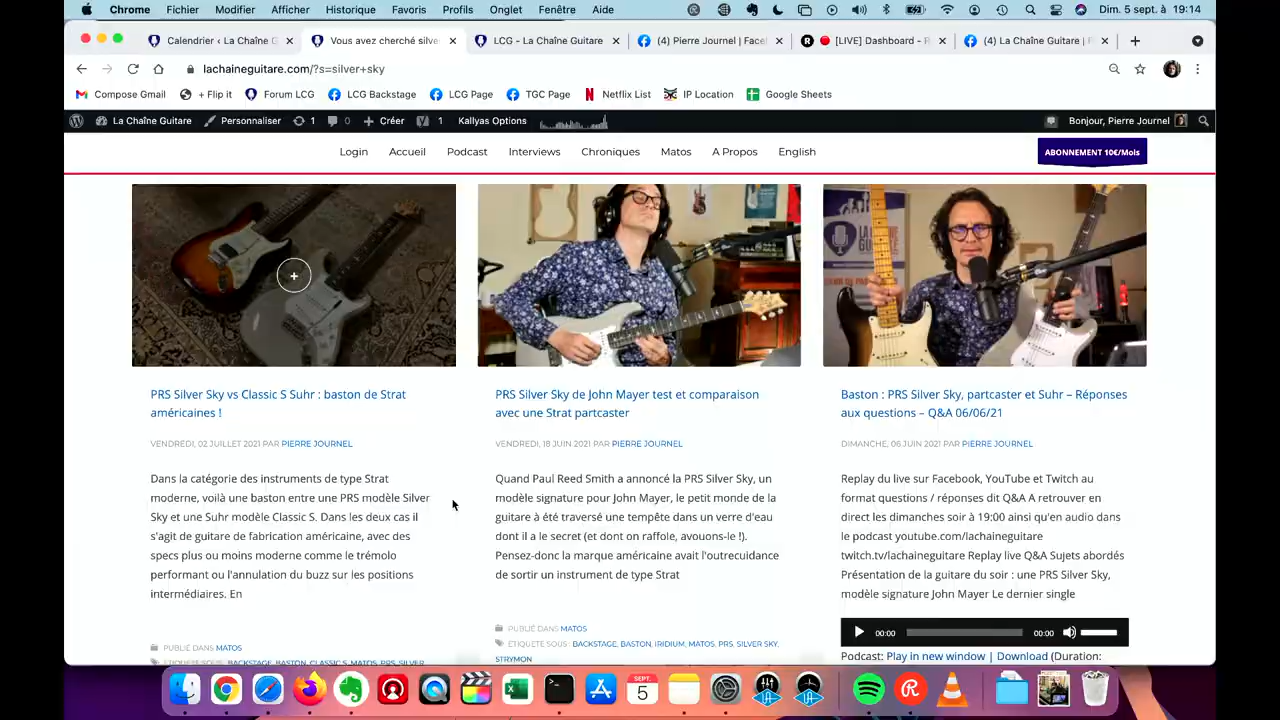 Chrome Fichier Modifier Afficher Historique Favoris Profils Onglet Fenêtre Aide Dim. 5 sept. à 19:14
Calendrier ‹ La Chaîne G Vous avez cherché silve LCG - La Chaîne Guitare (4) Pierre Journel | Face [LIVE] Dashboard - R (4) La Chaîne Guitare |
lachaineguitare.com/?s=silver+sky
Compose Gmail + Flip it Forum LCG LCG Backstage LCG Page TGC Page Netflix List IP Location Google Sheets
La Chaîne Guitare Personnaliser 1 0 Créer 1 Kallyas Options Bonjour, Pierre Journel
Login Accueil Podcast Interviews Chroniques Matos A Propos English ABONNEMENT 10€/Mois
PRS Silver Sky vs Classic S Suhr : baston de Strat
américaines !
VENDREDI, 02 JUILLET 2021 PAR PIERRE JOURNEL
Dans la catégorie des instruments de type Strat
moderne, voilà une baston entre une PRS modèle Silver
Sky et une Suhr modèle Classic S. Dans les deux cas il
s'agit de guitare de fabrication américaine, avec des
specs plus ou moins moderne comme le trémolo
performant ou l'annulation du buzz sur les positions
intermédiaires. En
PUBLIÉ DANS MATOS
BACKSTAGE, BASTON, CLASSIC S, MATOS, PRS, SILVER
PRS Silver Sky de John Mayer test et comparaison
avec une Strat partcaster
VENDREDI, 18 JUIN 2021 PAR PIERRE JOURNEL
Quand Paul Reed Smith a annoncé la PRS Silver Sky, un
modèle signature pour John Mayer, le petit monde de la
guitare à été traversé une tempête dans un verre d'eau
dont il a le secret (et dont on raffole, avouons-le !).
Pensez-donc la marque américaine avait l'outrecuidance
de sortir un instrument de type Strat
PUBLIÉ DANS MATOS
ETIQUETÉ SOUS : BACKSTAGE, BASTON, IRIDIUM, MATOS, PRS, SILVER SKY,
STRYMON
Baston : PRS Silver Sky, partcaster et Suhr – Réponses
aux questions – Q&A 06/06/21
DIMANCHE, 06 JUIN 2021 PAR PIERRE JOURNEL
Replay du live sur Facebook, YouTube et Twitch au
format questions / réponses dit Q&A A retrouver en
direct les dimanches soir à 19:00 ainsi qu'en audio dans
le podcast youtube.com/lachaineguitare
twitch.tv/lachaineguitare Replay live Q&A Sujets abordés
Présentation de la guitare du soir : une PRS Silver Sky,
modèle signature John Mayer Le dernier single
00:00 00:00
Podcast: Play in new window | Download (Duration:
SEPT.
5